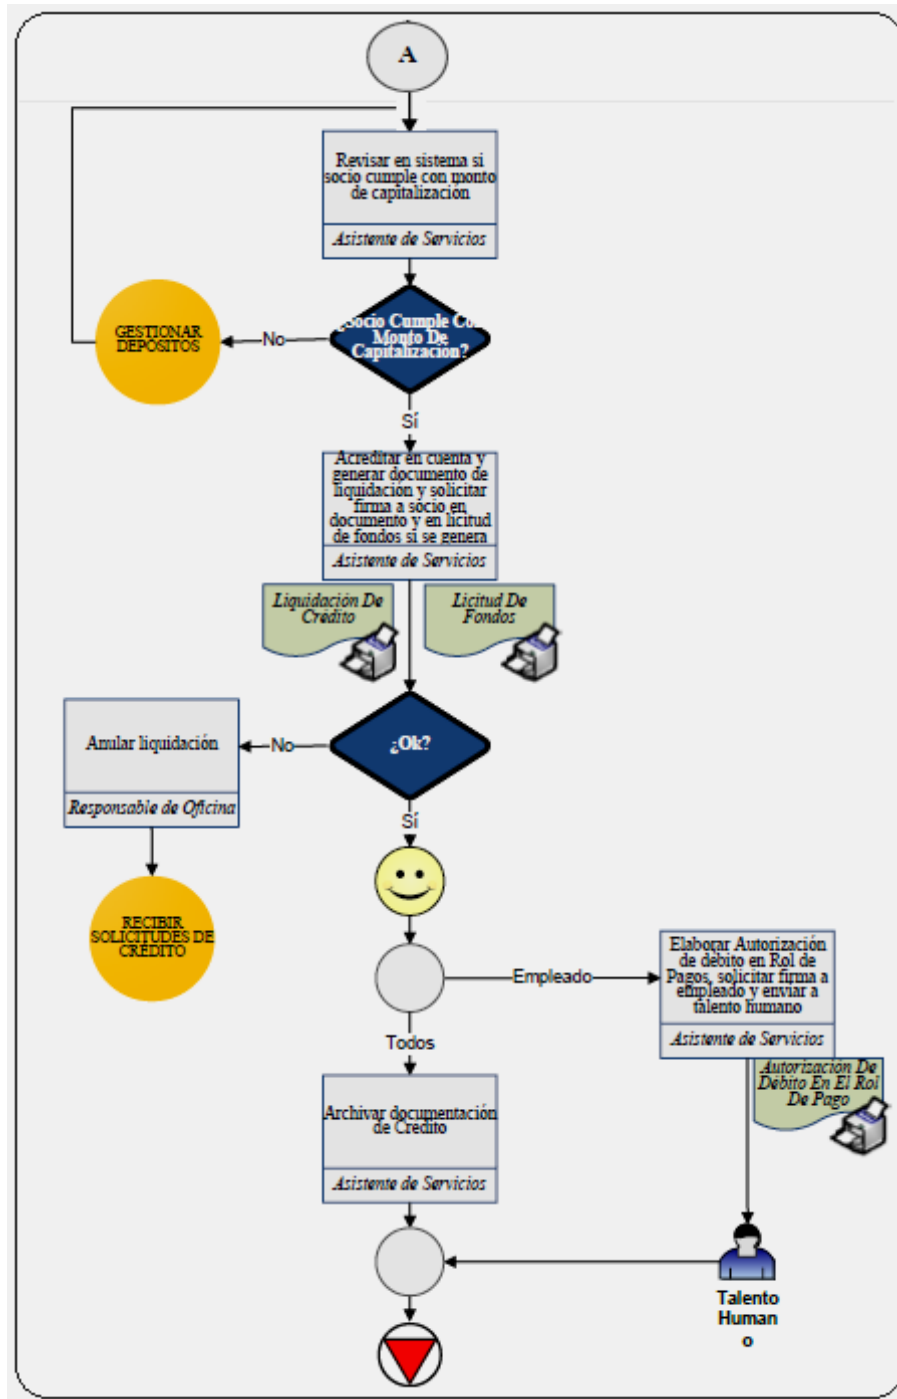 A
Revisar en sistema si
socio cumple con monto
de capitalización
Asistente de Servicios
¿Socio Cumple Co
Monto De
Capitalización?
No
GESTIONAR
DEPÓSITOS
Sí
Acreditar en cuenta y
generar documento de
liquidación y solicitar
firma a socio en
documento y en licitud
de fondos si se genera
Asistente de Servicios
Liquidación De
Crédito
Licitud De
Fondos
¿Ok?
No
Anular liquidación
Responsable de Oficina
RECIBIR
SOLICITUDES DE
CRÉDITO
Sí
Empleado
Elaborar Autorización
de débito en Rol de
Pagos, solicitar firma a
empleado y enviar a
talento humano
Asistente de Servicios
Autorización De
Débito En El Rol
De Pago
Todos
Archivar documentación
de Crédito
Asistente de Servicios
Talento
Human
o